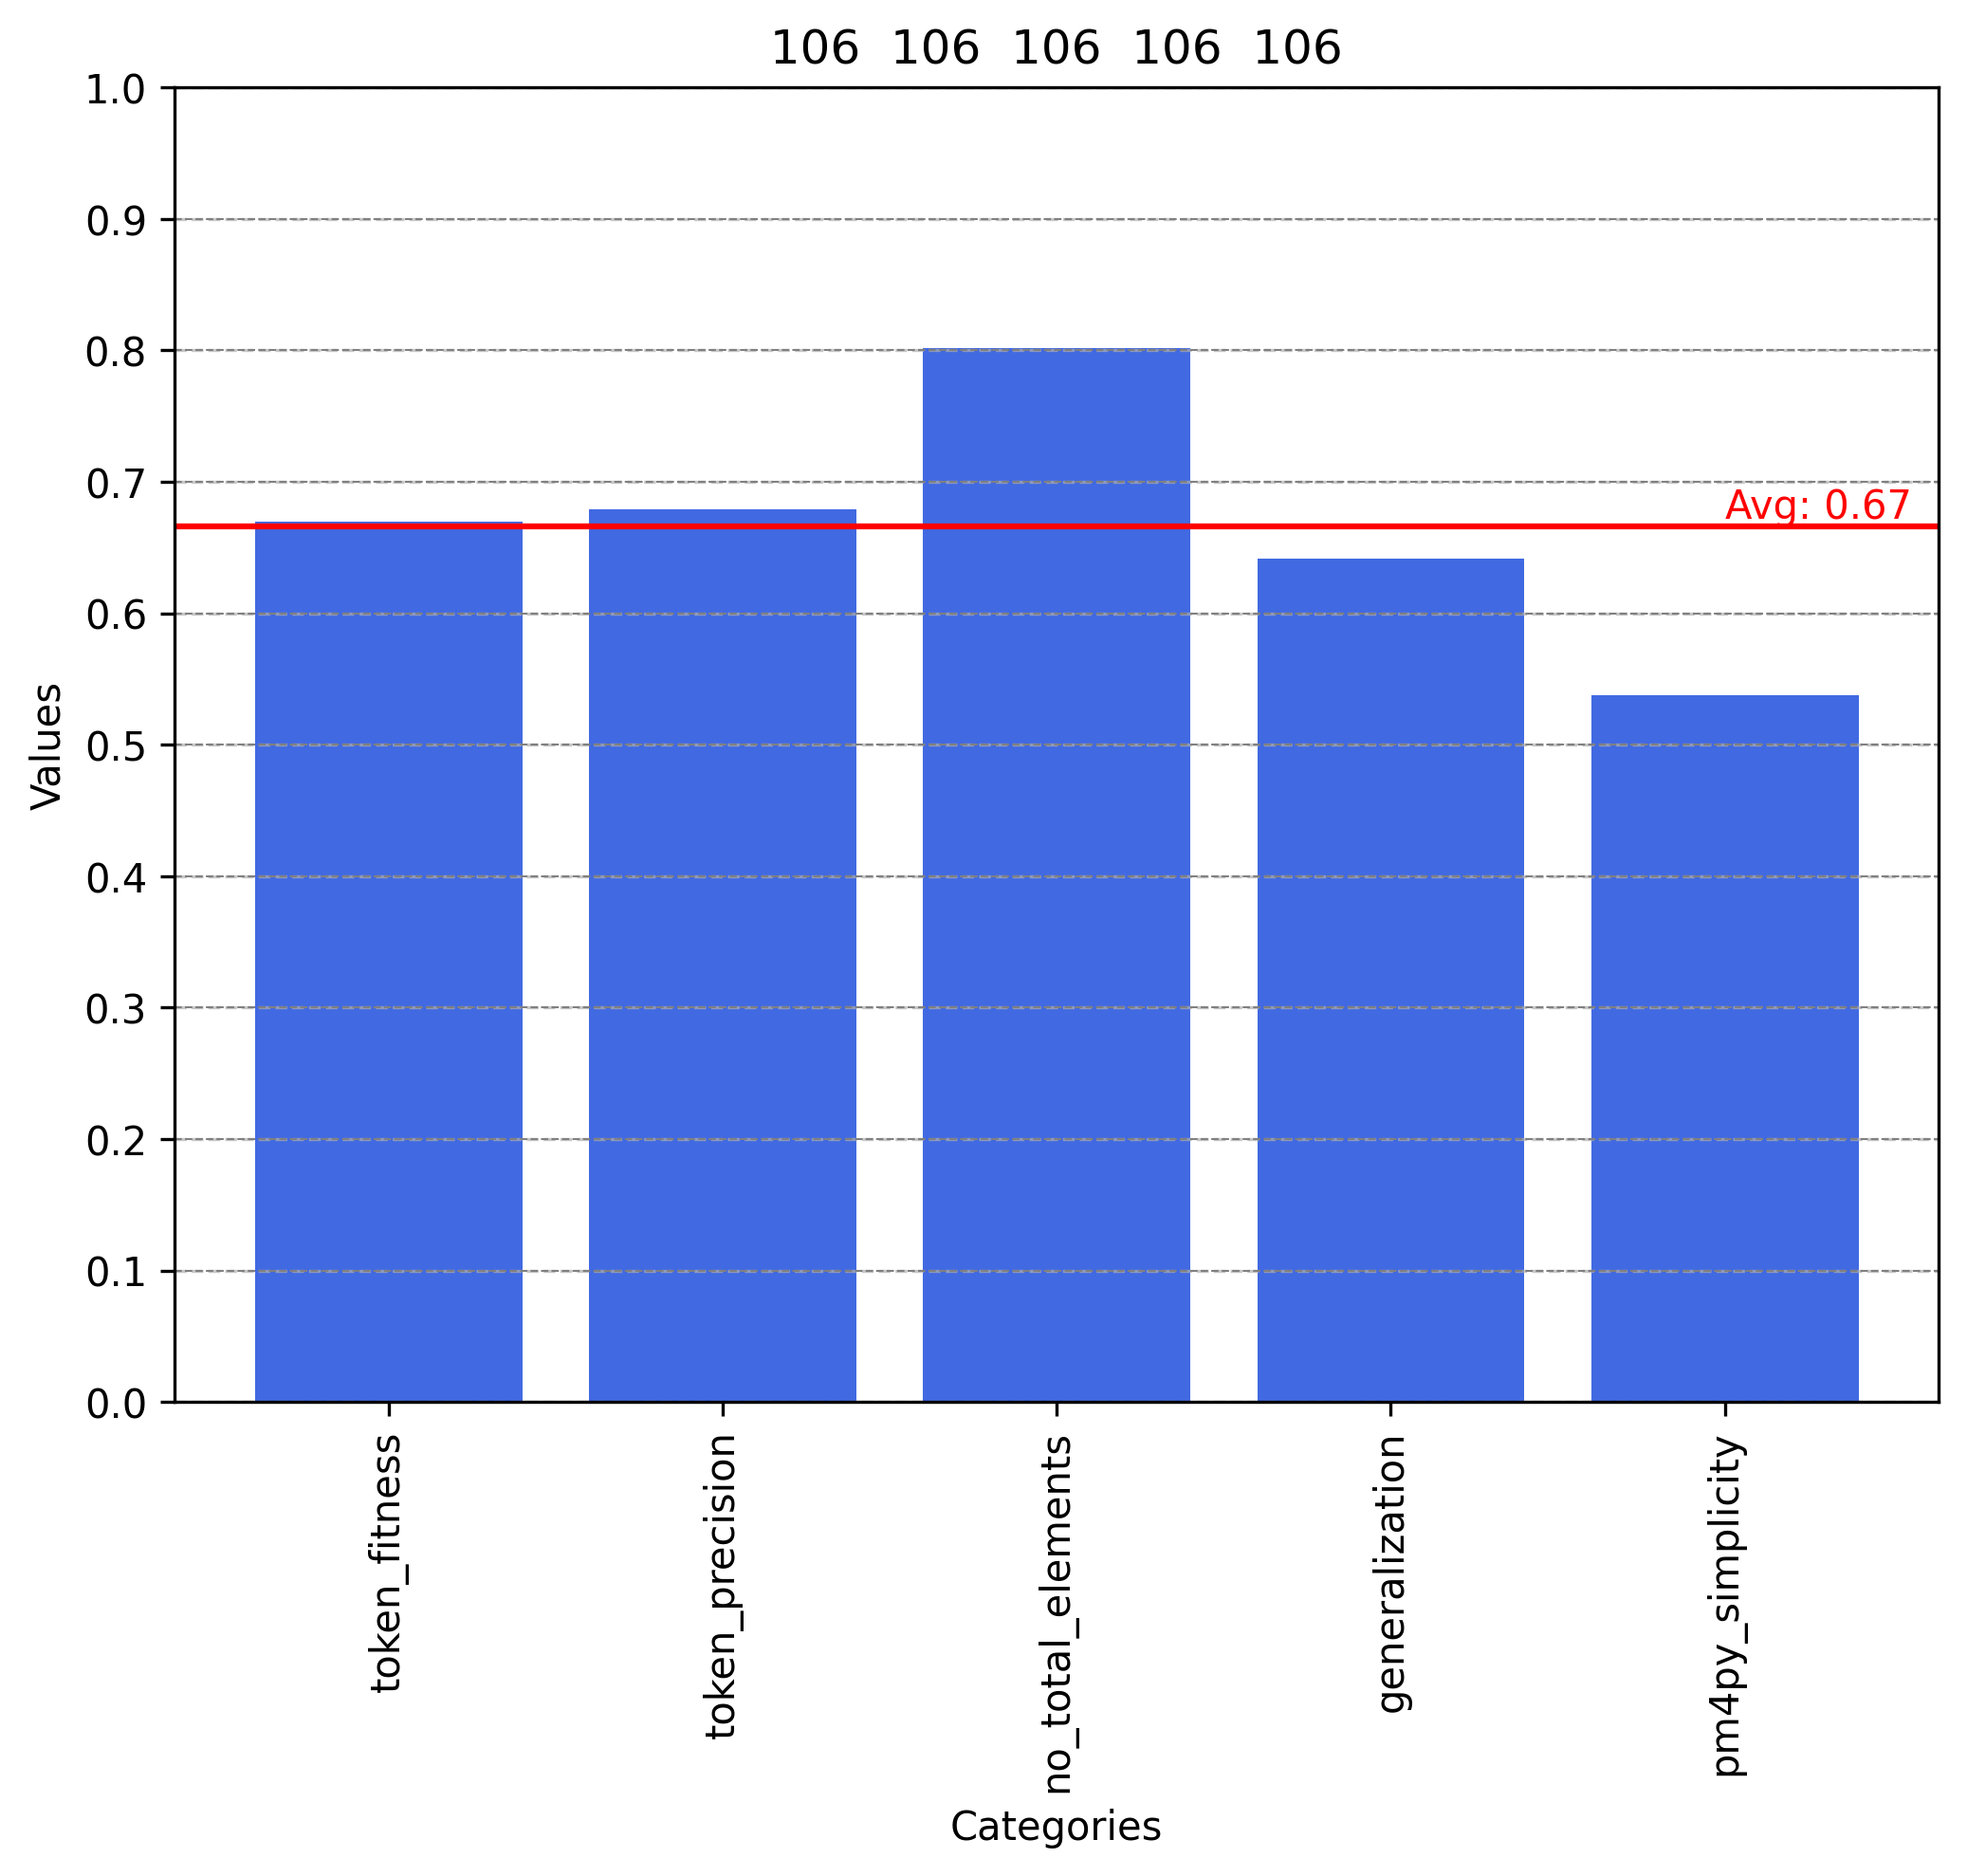 106 106 106 106 106
1.0
0.9
0.8
0.7
0.6
0.5
0.4
0.3
0.2
0.1
0.0
Values
Avg: 0.67
token_fitness
token_precision
no_total_elements
generalization
pm4py_simplicity
Categories